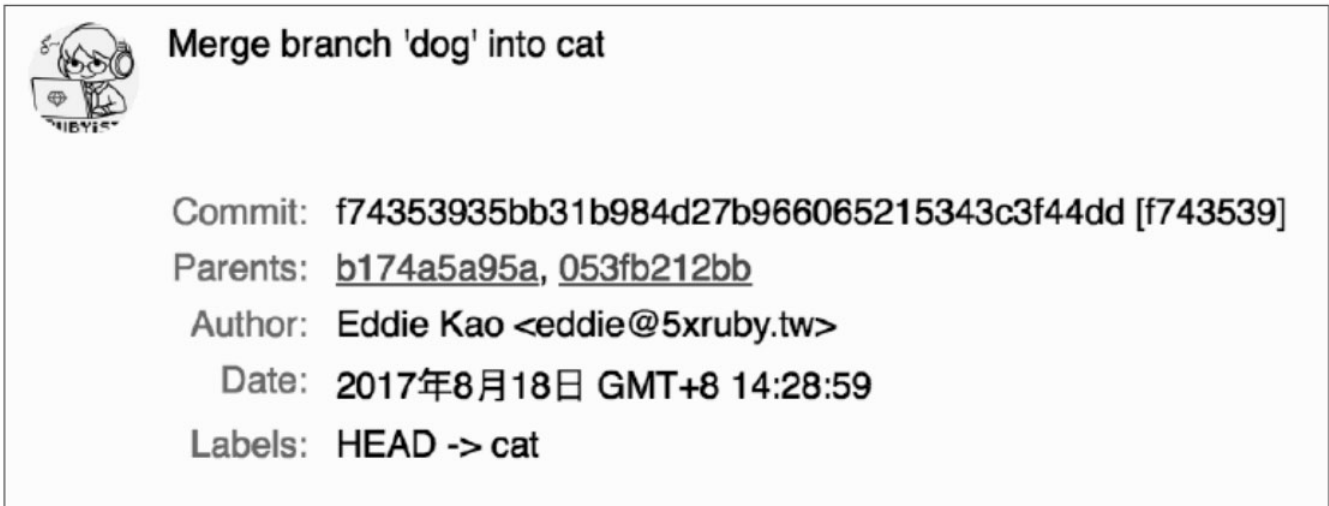 Merge branch 'dog' into cat
RUBYiST
Commit: f74353935bb31b984d27b966065215343c3f44dd [f743539]
Parents: b174a5a95a, 053fb212bb
Author: Eddie Kao <eddie@5xruby.tw>
Date: 2017年8月18日 GMT+8 14:28:59
Labels: HEAD -> cat